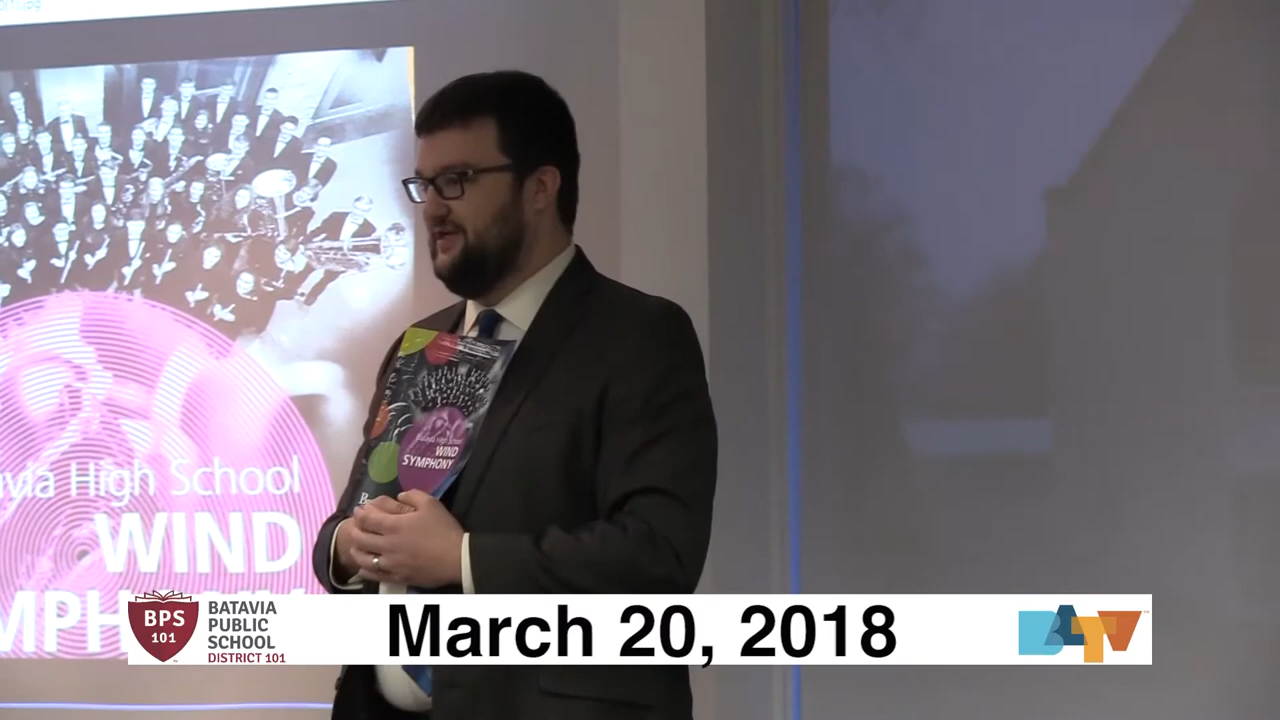 avia High School
WIND
MPH
Batavia High School
WIND
SYMPHONY
BPS
101
BATAVIA
PUBLIC
SCHOOL
DISTRICT 101
March 20, 2018
BATV